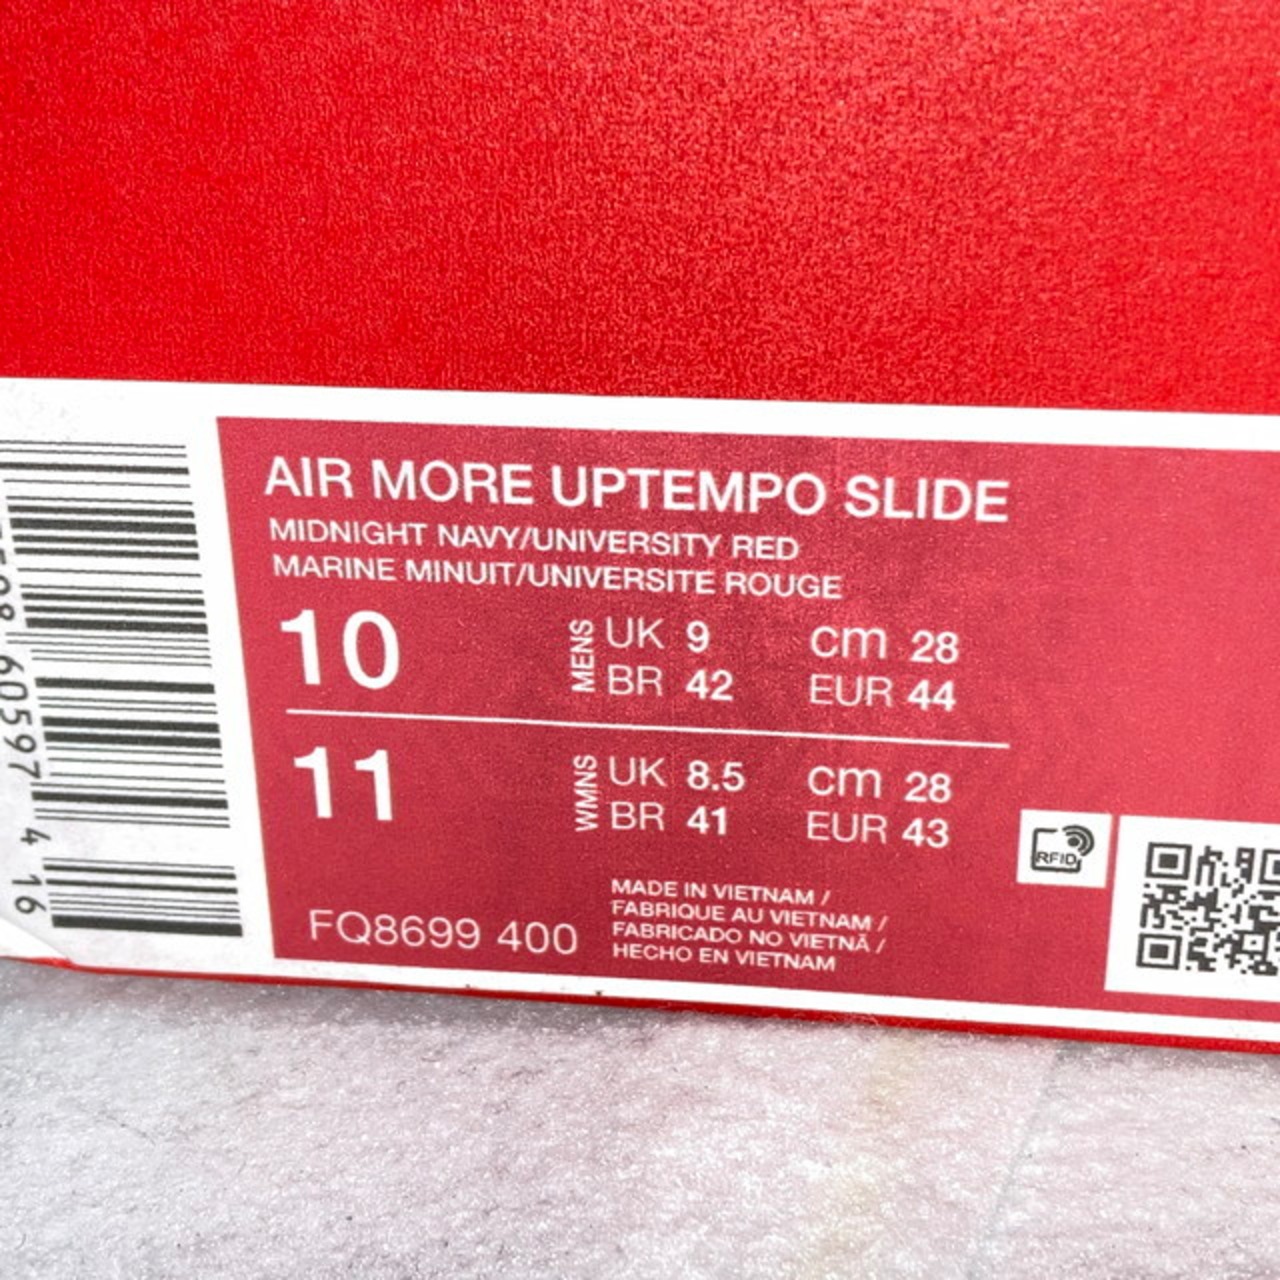 AIR MORE UPTEMPO SLIDE
MIDNIGHT NAVY/UNIVERSITY RED
MARINE MINUIT/UNIVERSITE ROUGE
10 MENS UK 9 cm 28
BR 42 EUR 44
11 WMNS UK 8.5 cm 28
BR 41 EUR 43
RFID
MADE IN VIETNAM /
FABRIQUE AU VIETNAM /
FABRICADO NO VIETNÃ /
HECHO EN VIETNAM
FQ8699 400
60597 4 16